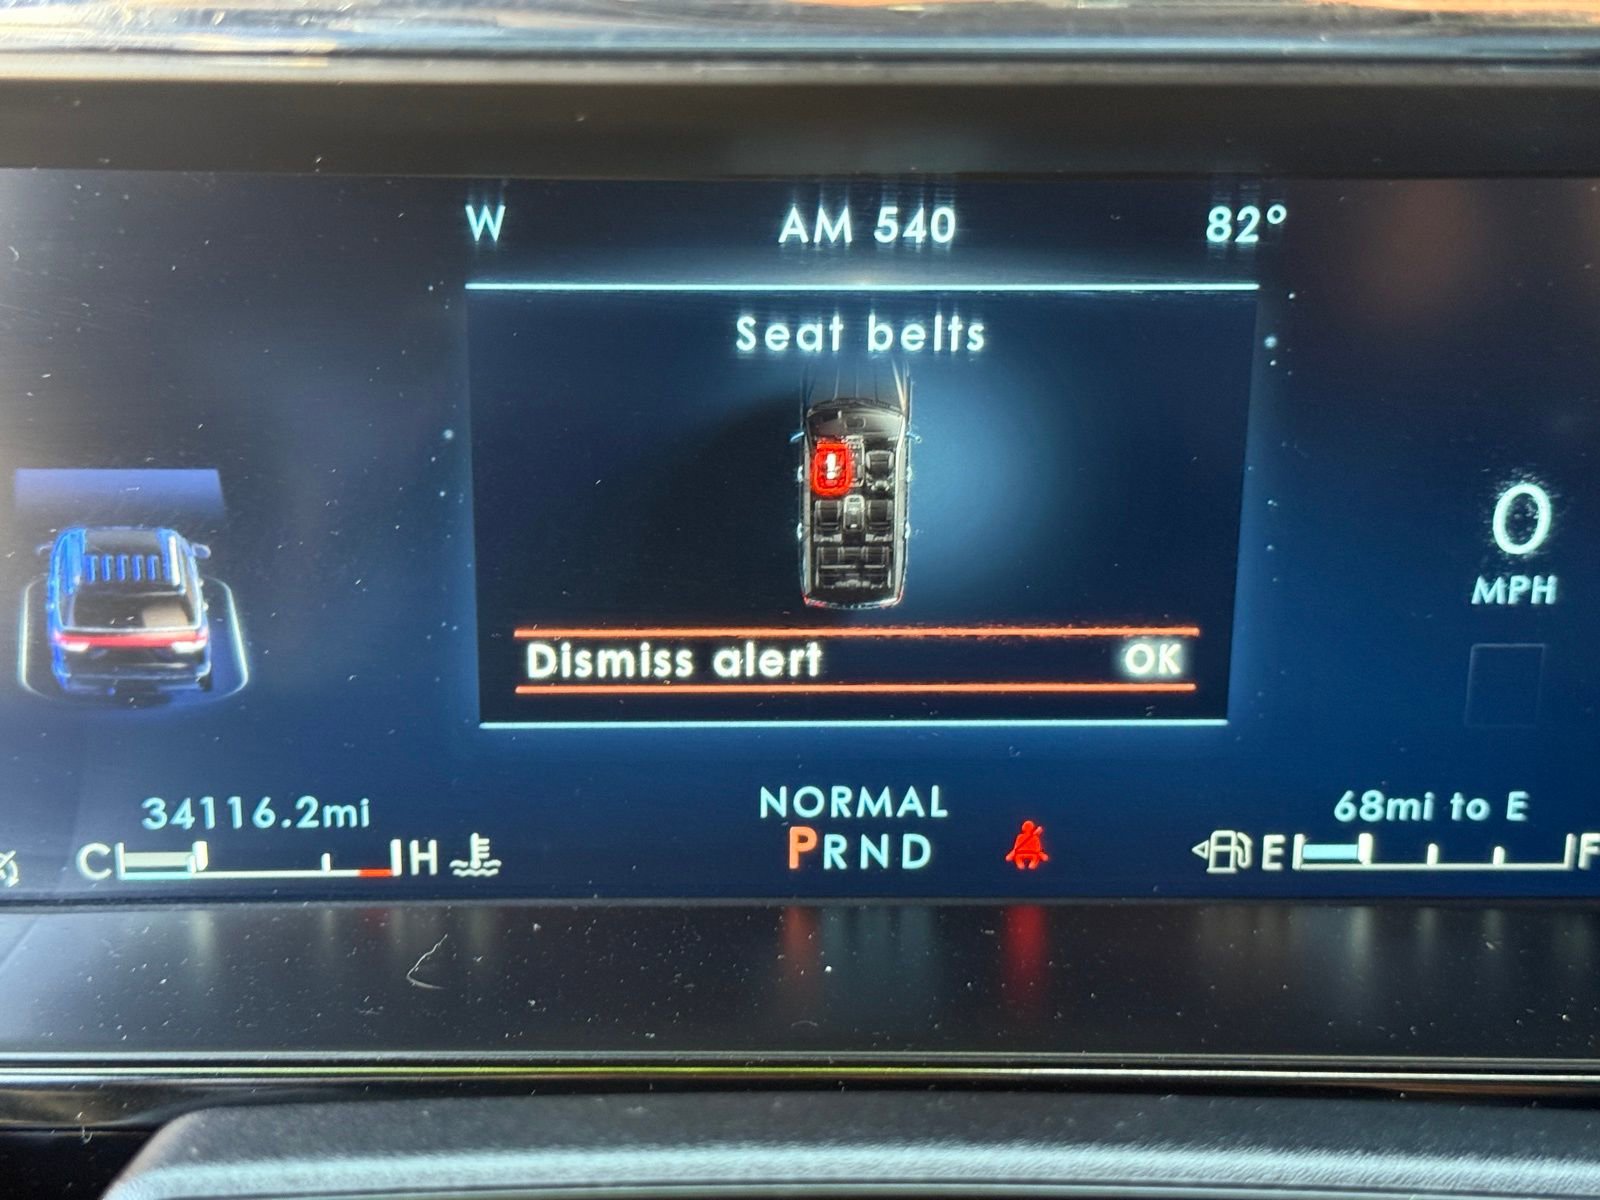 W AM 540 82°
Seat belts
0
MPH
Dismiss alert OK
34116.2mi
NORMAL
68mi to E
C H
PRND
E F